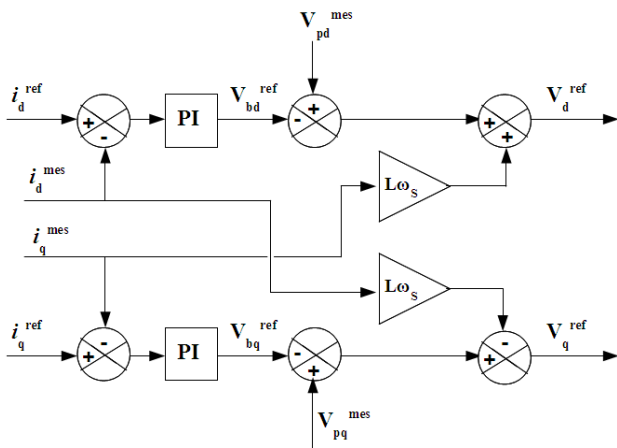 V_pd^mes
i_d^ref
V_bd^ref
V_d^ref
+
PI
-
+
+
-
+
i_d^mes
Lω_S
i_q^mes
Lω_S
i_q^ref
V_bq^ref
V_q^ref
-
-
-
+
PI
+
+
V_pq^mes